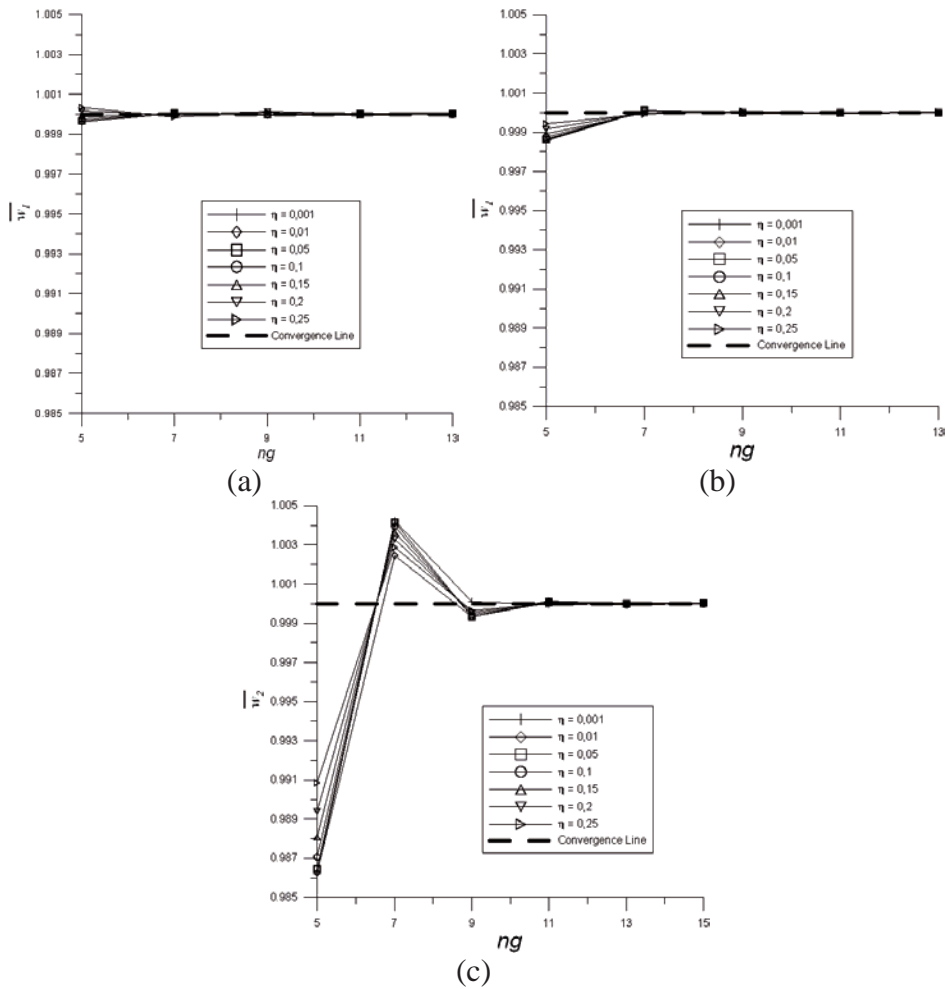 1.005
1.003
1.001
0.999
0.997
0.995
0.993
0.991
0.989
0.987
0.985
w1
η = 0,001
η = 0,01
η = 0,05
η = 0,1
η = 0,15
η = 0,2
η = 0,25
Convergence Line
5 7 9 11 13
ng
(a)
1.005
1.003
1.001
0.999
0.997
0.995
0.993
0.991
0.989
0.987
0.985
w1
η = 0,001
η = 0,01
η = 0,05
η = 0,1
η = 0,15
η = 0,2
η = 0,25
Convergence Line
5 7 9 11 13
ng
(b)
1.005
1.003
1.001
0.999
0.997
0.995
0.993
0.991
0.989
0.987
0.985
w2
η = 0,001
η = 0,01
η = 0,05
η = 0,1
η = 0,15
η = 0,2
η = 0,25
Convergence Line
5 7 9 11 13 15
ng
(c)